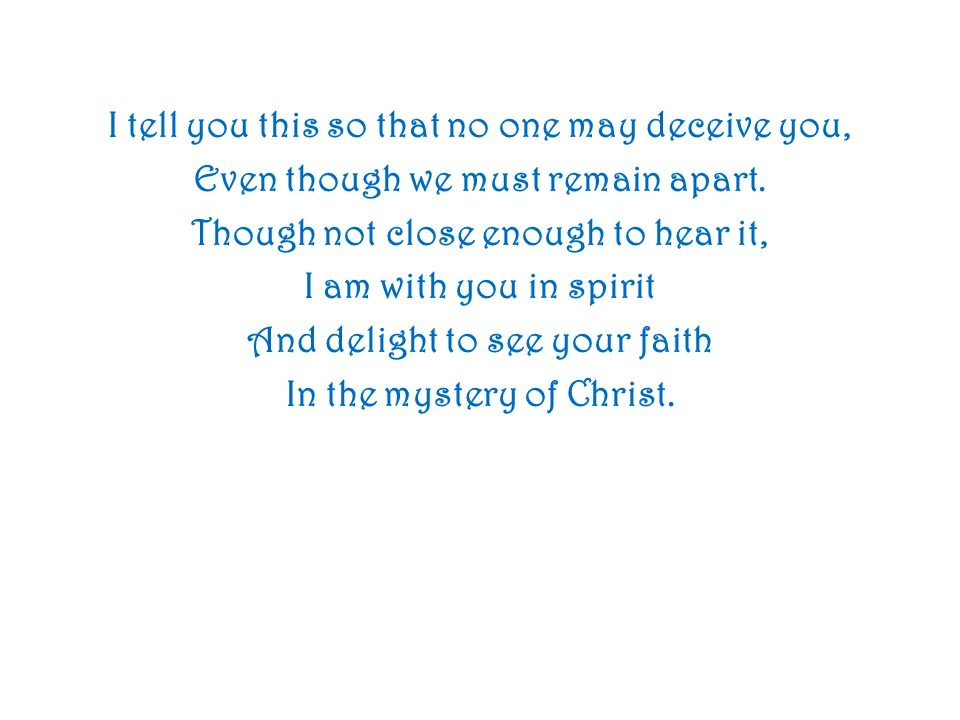 I tell you this so that no one may deceive you,
Even though we must remain apart.
Though not close enough to hear it,
I am with you in spirit
And delight to see your faith
In the mystery of Christ.